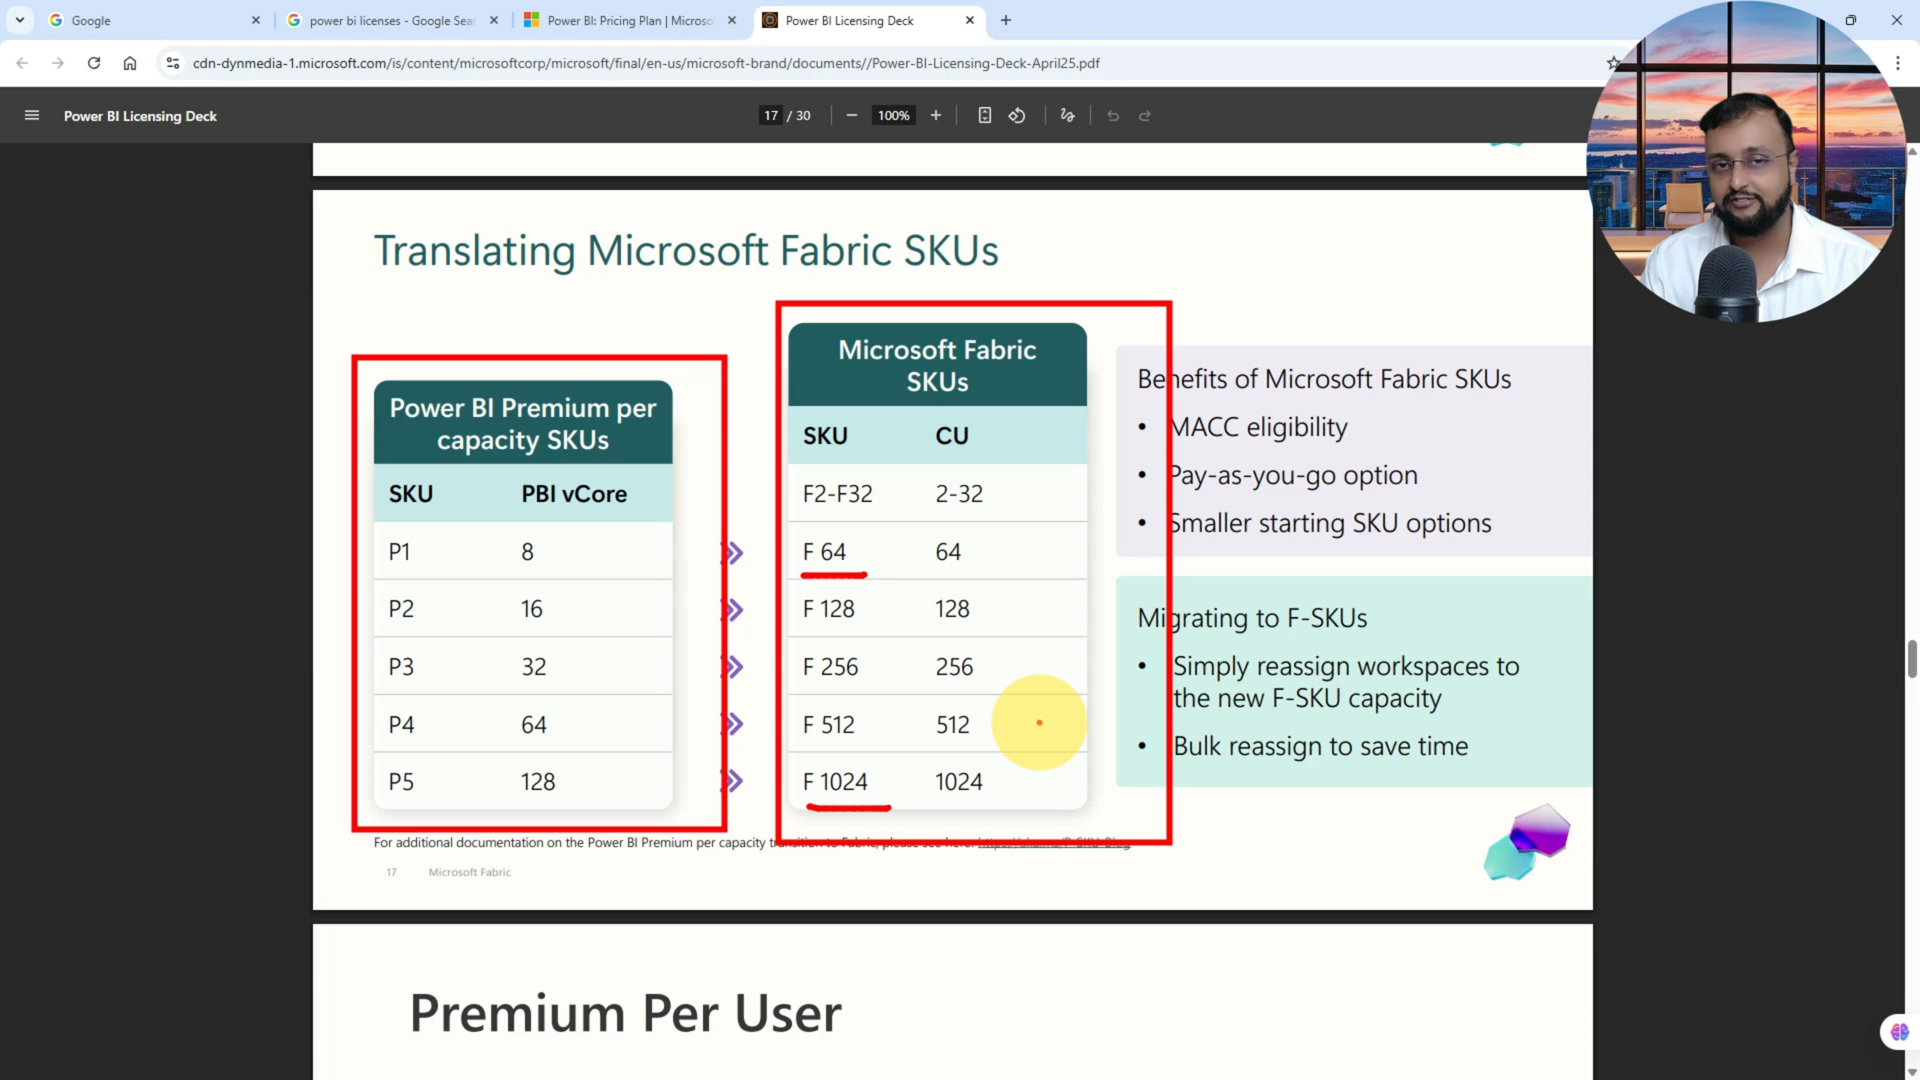 Google
power bi licenses - Google Sea
Power BI: Pricing Plan | Microso
Power BI Licensing Deck
cdn-dynmedia-1.microsoft.com/is/content/microsoftcorp/microsoft/final/en-us/microsoft-brand/documents//Power-BI-Licensing-Deck-April25.pdf
Power BI Licensing Deck
17 / 30
100%
Translating Microsoft Fabric SKUs
Power BI Premium per
capacity SKUs
SKU PBI vCore
P1 8
P2 16
P3 32
P4 64
P5 128
Microsoft Fabric
SKUs
SKU CU
F2-F32 2-32
F 64 64
F 128 128
F 256 256
F 512 512
F 1024 1024
Benefits of Microsoft Fabric SKUs
• MACC eligibility
• Pay-as-you-go option
• Smaller starting SKU options
Migrating to F-SKUs
• Simply reassign workspaces to
the new F-SKU capacity
• Bulk reassign to save time
For additional documentation on the Power BI Premium per capacity transition to Fabric, please see here:
17 Microsoft Fabric
Premium Per User